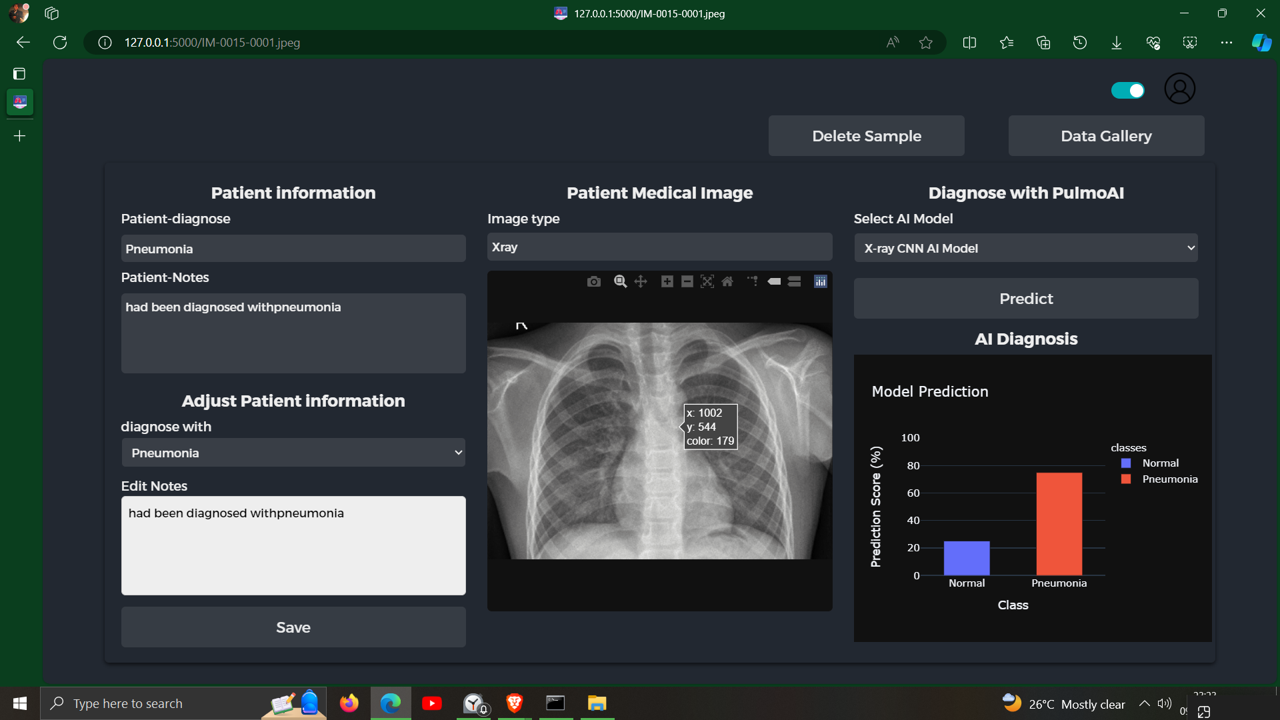 127.0.0.1:5000/IM-0015-0001.jpeg
127.0.0.1:5000/IM-0015-0001.jpeg
Delete Sample
Data Gallery
Patient information
Patient-diagnose
Pneumonia
Patient-Notes
had been diagnosed withpneumonia
Adjust Patient information
diagnose with
Pneumonia
Edit Notes
had been diagnosed withpneumonia
Save
Patient Medical Image
Image type
Xray
x: 1002
y: 544
color: 179
Diagnose with PulmoAI
Select AI Model
X-ray CNN AI Model
Predict
AI Diagnosis
Model Prediction
Prediction Score (%)
100
80
60
40
20
0
Normal
Pneumonia
Class
classes
Normal
Pneumonia
Type here to search
26°C Mostly clear